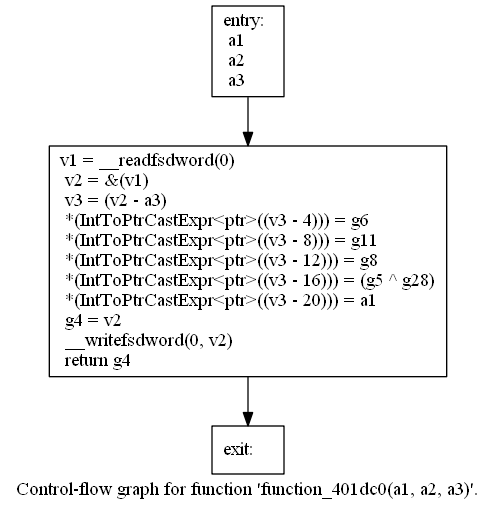 entry:
a1
a2
a3
v1 = __readfsdword(0)
v2 = &(v1)
v3 = (v2 - a3)
*(IntToPtrCastExpr<ptr>((v3 - 4))) = g6
*(IntToPtrCastExpr<ptr>((v3 - 8))) = g11
*(IntToPtrCastExpr<ptr>((v3 - 12))) = g8
*(IntToPtrCastExpr<ptr>((v3 - 16))) = (g5 ^ g28)
*(IntToPtrCastExpr<ptr>((v3 - 20))) = a1
g4 = v2
__writefsdword(0, v2)
return g4
exit:
Control-flow graph for function 'function_401dc0(a1, a2, a3)'.